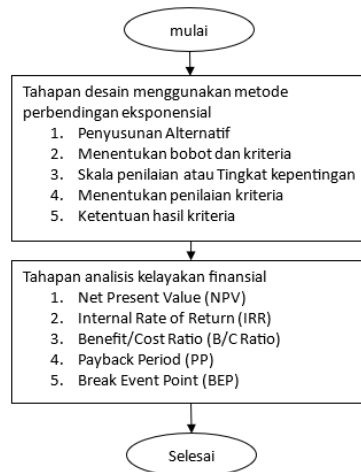 mulai
Tahapan desain menggunakan metode
perbendingan eksponensial
1. Penyusunan Alternatif
2. Menentukan bobot dan kriteria
3. Skala penilaian atau Tingkat kepentingan
4. Menentukan penilaian kriteria
5. Ketentuan hasil kriteria
Tahapan analisis kelayakan finansial
1. Net Present Value (NPV)
2. Internal Rate of Return (IRR)
3. Benefit/Cost Ratio (B/C Ratio)
4. Payback Period (PP)
5. Break Event Point (BEP)
Selesai